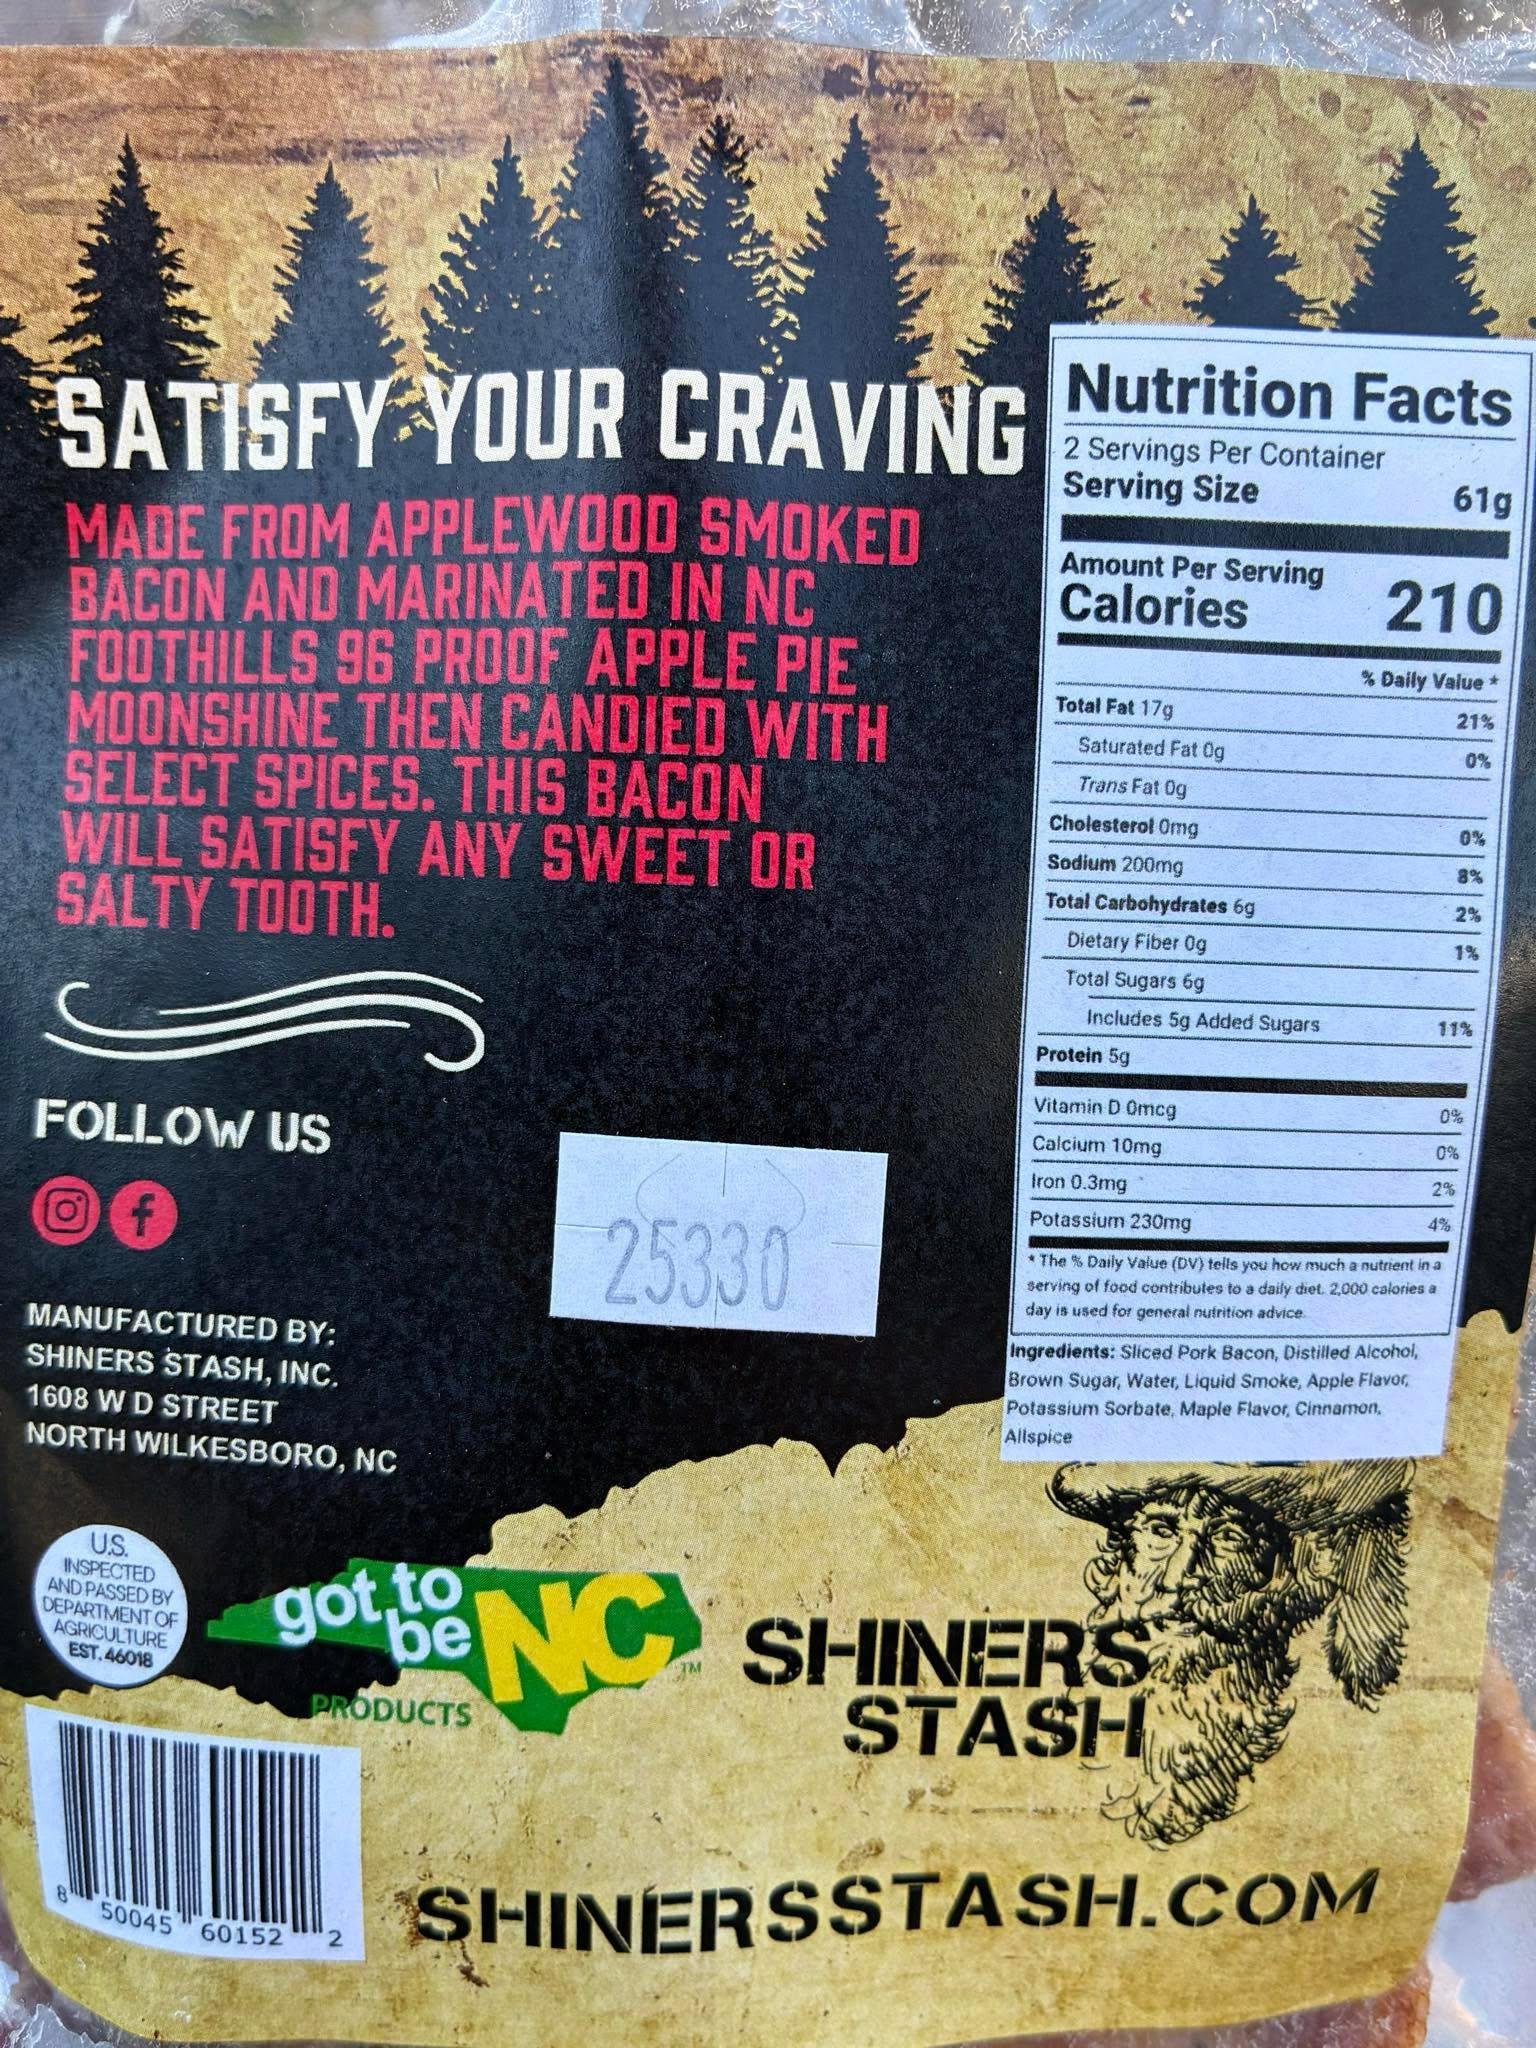 SATISFY YOUR CRAVING
MADE FROM APPLEWOOD SMOKED
BACON AND MARINATED IN NC
FOOTHILLS 96 PROOF APPLE PIE
MOONSHINE THEN CANDIED WITH
SELECT SPICES. THIS BACON
WILL SATISFY ANY SWEET OR
SALTY TOOTH.
FOLLOW US
MANUFACTURED BY:
SHINERS STASH, INC.
1608 W D STREET
NORTH WILKESBORO, NC
25330
Nutrition Facts
2 Servings Per Container
Serving Size 61g
Amount Per Serving
Calories 210
% Daily Value *
Total Fat 17g 21%
Saturated Fat 0g 0%
Trans Fat 0g
Cholesterol 0mg 0%
Sodium 200mg 8%
Total Carbohydrates 6g 2%
Dietary Fiber 0g 1%
Total Sugars 6g
Includes 5g Added Sugars 11%
Protein 5g
Vitamin D 0mcg 0%
Calcium 10mg 0%
Iron 0.3mg 2%
Potassium 230mg 4%
* The % Daily Value (DV) tells you how much a nutrient in a
serving of food contributes to a daily diet. 2,000 calories a
day is used for general nutrition advice.
Ingredients: Sliced Pork Bacon, Distilled Alcohol,
Brown Sugar, Water, Liquid Smoke, Apple Flavor,
Potassium Sorbate, Maple Flavor, Cinnamon,
Allspice
U.S.
INSPECTED
AND PASSED BY
DEPARTMENT OF
AGRICULTURE
EST. 46018
got to
be NC
TM
PRODUCTS
SHINERS
STASH
8 50045 60152 2
SHINERSSTASH.COM